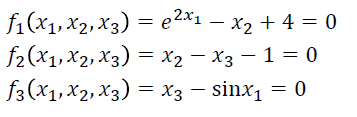 f₁(x₁, x₂, x₃) = e²ˣ¹ − x₂ + 4 = 0
f₂(x₁, x₂, x₃) = x₂ − x₃ − 1 = 0
f₃(x₁, x₂, x₃) = x₃ − sinx₁ = 0